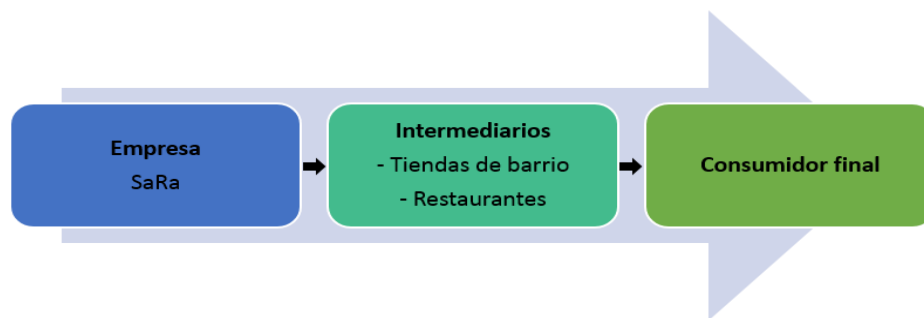 Empresa
SaRa
Intermediarios
- Tiendas de barrio
- Restaurantes
Consumidor final